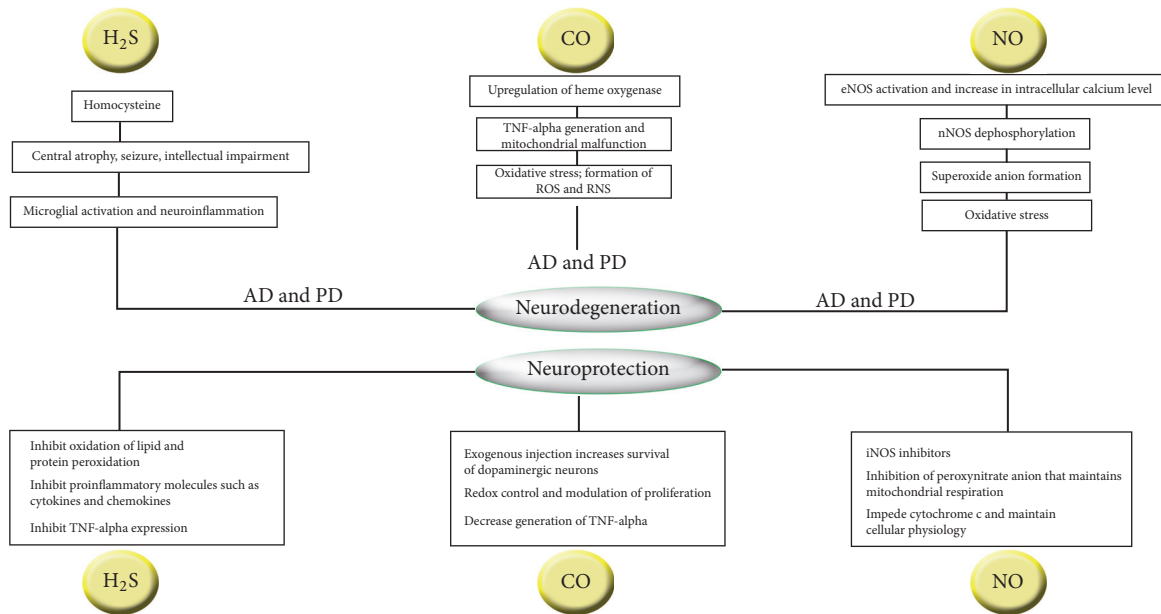 H₂S
Homocysteine
Central atrophy, seizure, intellectual impairment
Microglial activation and neuroinflammation
AD and PD
CO
Upregulation of heme oxygenase
TNF-alpha generation and
mitochondrial malfunction
Oxidative stress; formation of
ROS and RNS
AD and PD
NO
eNOS activation and increase in intracellular calcium level
nNOS dephosphorylation
Superoxide anion formation
Oxidative stress
AD and PD
Neurodegeneration
Neuroprotection
Inhibit oxidation of lipid and
protein peroxidation
Inhibit proinflammatory molecules such as
cytokines and chemokines
Inhibit TNF-alpha expression
H₂S
Exogenous injection increases survival
of dopaminergic neurons
Redox control and modulation of proliferation
Decrease generation of TNF-alpha
CO
iNOS inhibitors
Inhibition of peroxynitrate anion that maintains
mitochondrial respiration
Impede cytochrome c and maintain
cellular physiology
NO